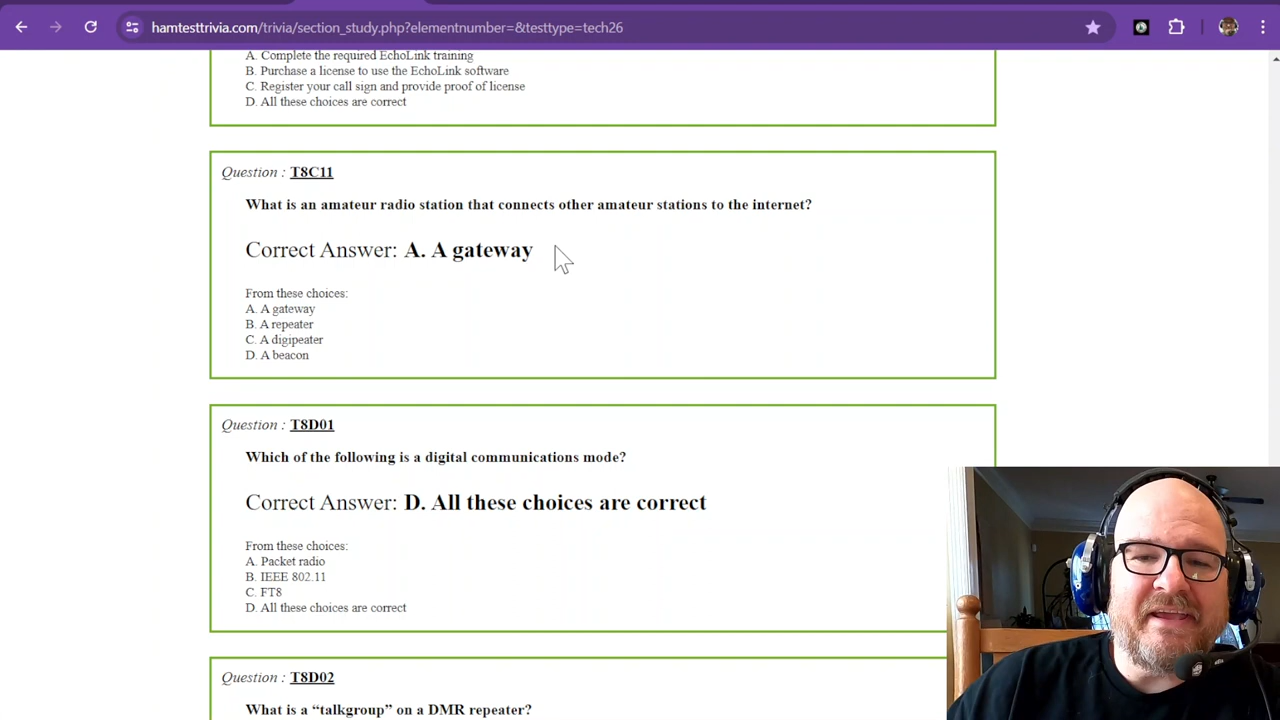 hamtesttrivia.com/trivia/section_study.php?elementnumber=&testtype=tech26
A. Complete the required EchoLink training
B. Purchase a license to use the EchoLink software
C. Register your call sign and provide proof of license
D. All these choices are correct
Question : T8C11
What is an amateur radio station that connects other amateur stations to the internet?
Correct Answer: A. A gateway
From these choices:
A. A gateway
B. A repeater
C. A digipeater
D. A beacon
Question : T8D01
Which of the following is a digital communications mode?
Correct Answer: D. All these choices are correct
From these choices:
A. Packet radio
B. IEEE 802.11
C. FT8
D. All these choices are correct
Question : T8D02
What is a “talkgroup” on a DMR repeater?